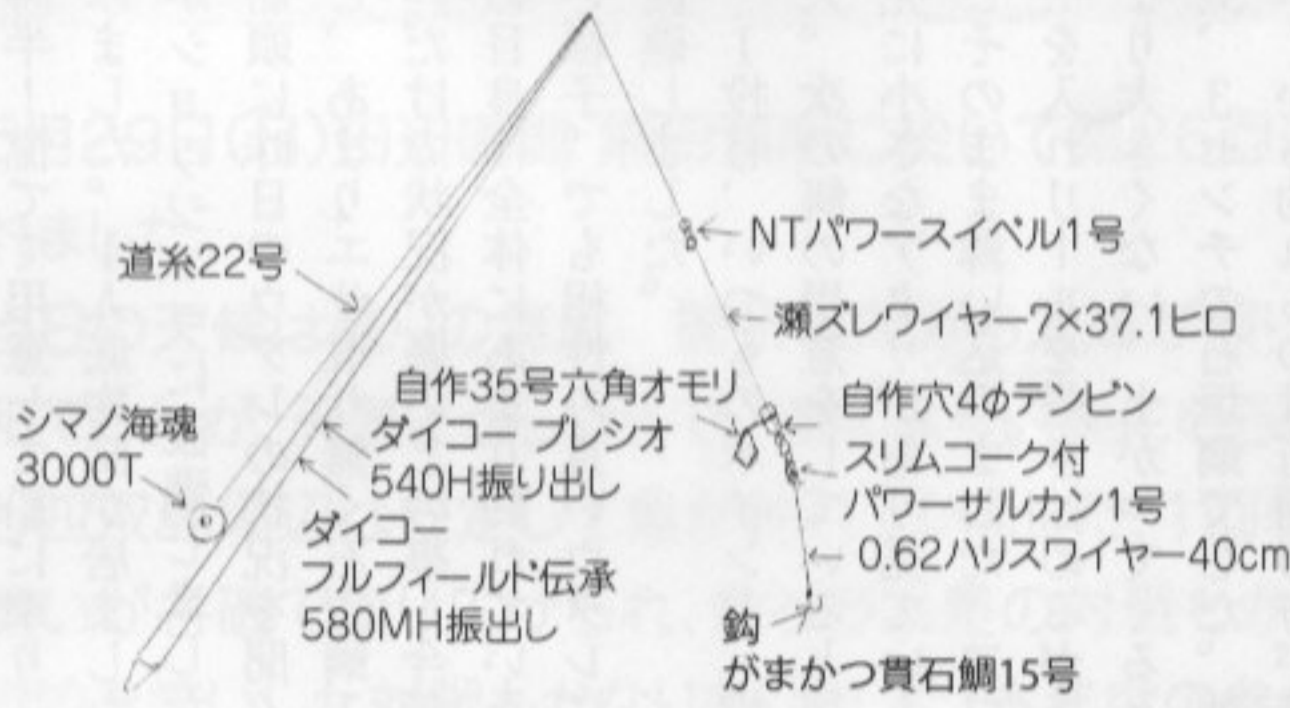 NTパワースイベル1号
道糸22号
瀬ズレワイヤー7×37.1ヒロ
自作35号六角オモリ
自作穴4φテンビン
シマノ海魂
3000T
ダイコー プレシオ
540H振り出し
スリムコーク付
パワーサルカン1号
ダイコー
フルフィールド伝承
580MH振出し
0.62ハリスワイヤー40cm
鈎
がまかつ貫石鯛15号